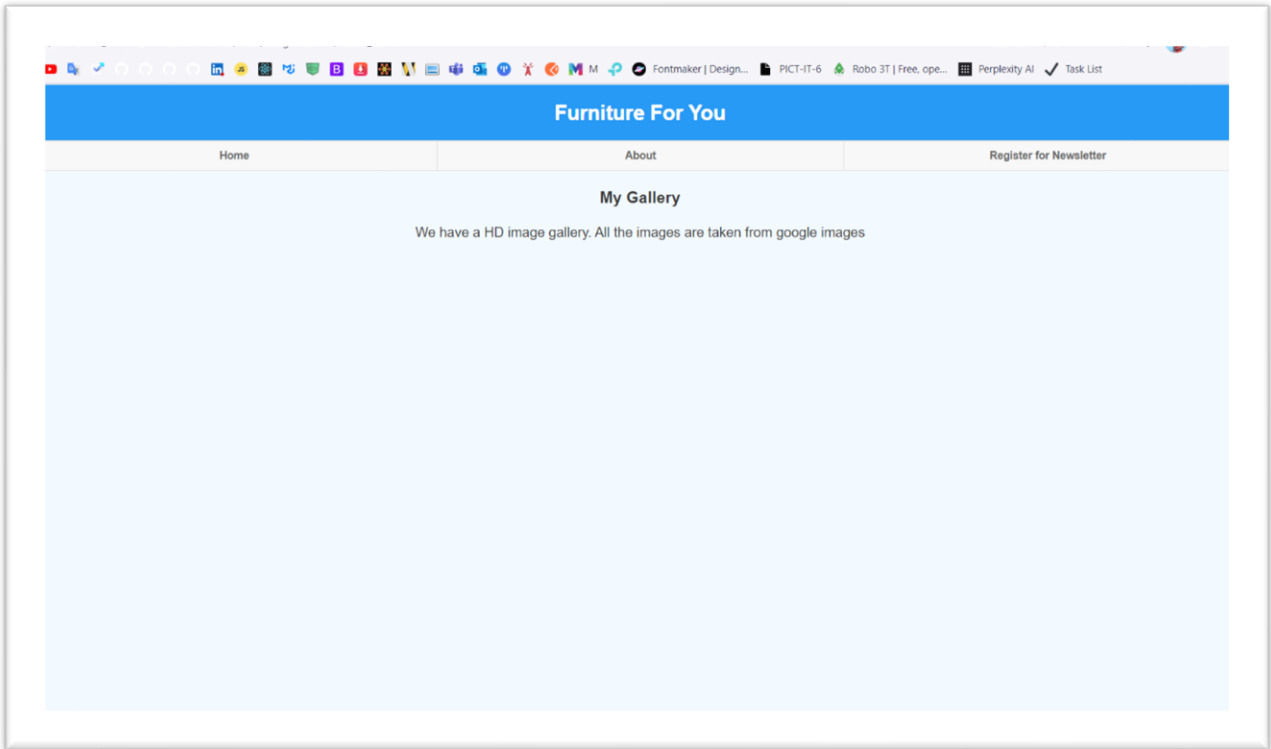 M Fontmaker | Design... PICT-IT-6 Robo 3T | Free, ope... Perplexity AI Task List
Furniture For You
Home About Register for Newsletter
My Gallery
We have a HD image gallery. All the images are taken from google images